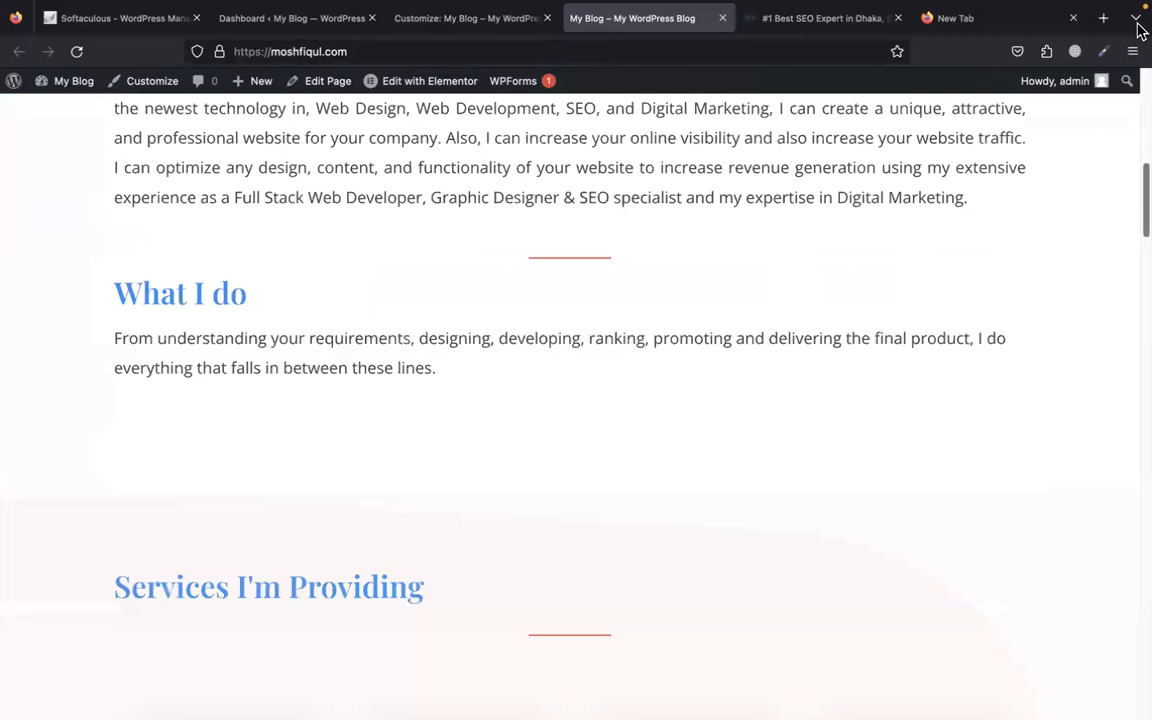 Softaculous - WordPress Mana
Dashboard ‹ My Blog — WordPress
Customize: My Blog – My WordPre
My Blog – My WordPress Blog
#1 Best SEO Expert in Dhaka,
New Tab
https://moshfiqul.com
My Blog
Customize
0
New
Edit Page
Edit with Elementor
WPForms 1
Howdy, admin
the newest technology in, Web Design, Web Development, SEO, and Digital Marketing, I can create a unique, attractive,
and professional website for your company. Also, I can increase your online visibility and also increase your website traffic.
I can optimize any design, content, and functionality of your website to increase revenue generation using my extensive
experience as a Full Stack Web Developer, Graphic Designer & SEO specialist and my expertise in Digital Marketing.
What I do
From understanding your requirements, designing, developing, ranking, promoting and delivering the final product, I do
everything that falls in between these lines.
Services I'm Providing